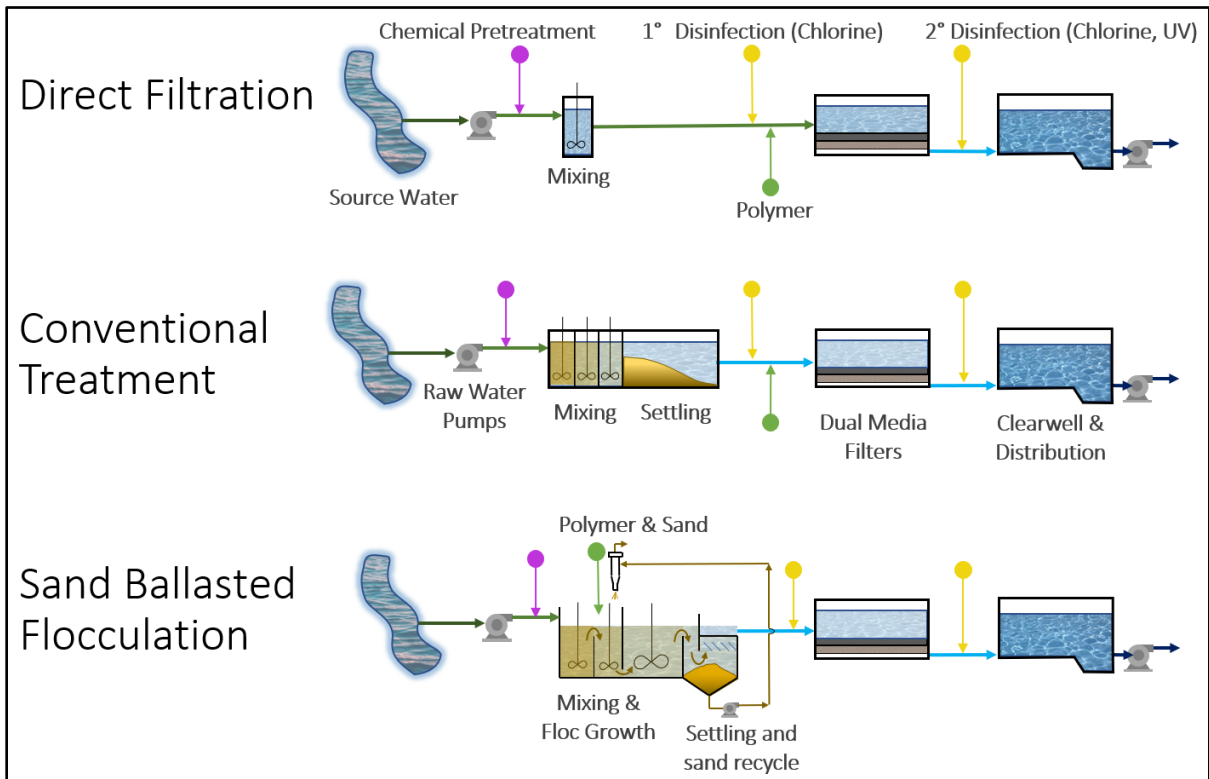 Chemical Pretreatment
1° Disinfection (Chlorine)
2° Disinfection (Chlorine, UV)
Direct Filtration
Mixing
Source Water
Polymer
Conventional
Treatment
Raw Water
Pumps
Mixing
Settling
Dual Media
Filters
Clearwell &
Distribution
Polymer & Sand
Sand Ballasted
Flocculation
Mixing &
Floc Growth
Settling and
sand recycle